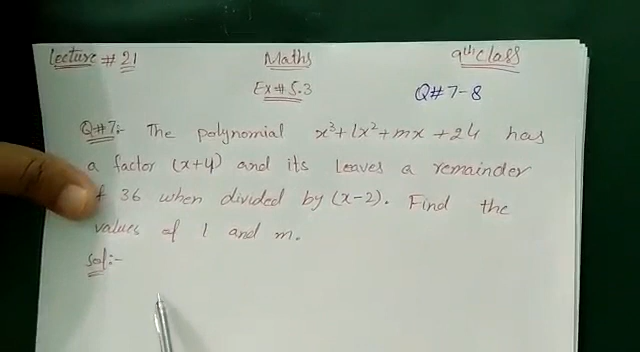 Lecture # 21 Maths 9th class
Ex# 5.3 Q# 7-8
Q#7:- The polynomial x³+lx²+mx+24 has
a factor (x+4) and its leaves a remainder
36 when divided by (x-2). Find the
values of l and m.
Sol:-